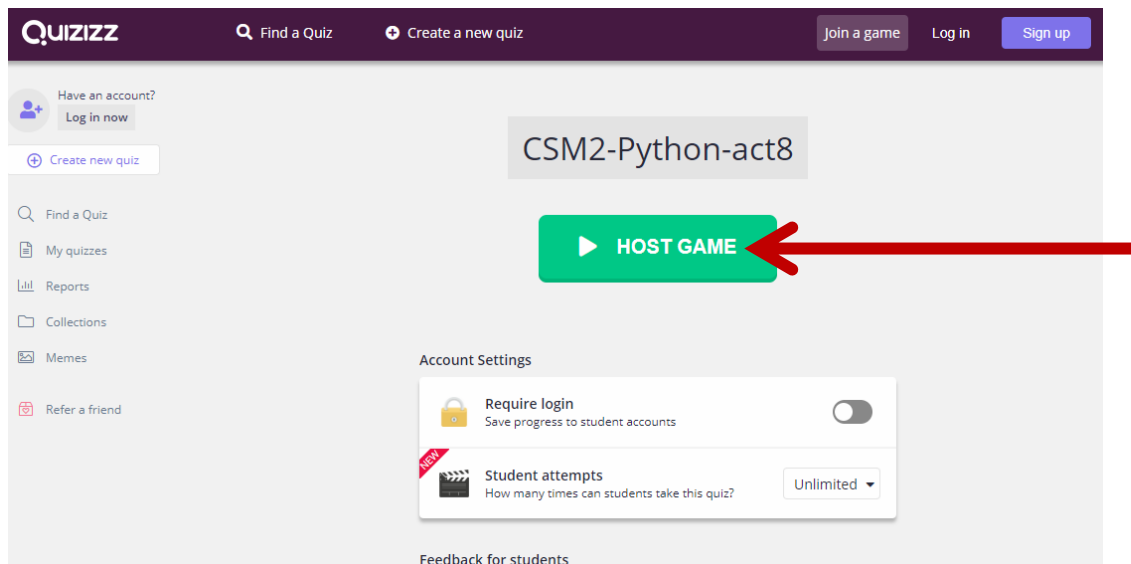 Quizizz
Find a Quiz
Create a new quiz
Join a game
Log in
Sign up
Have an account?
Log in now
Create new quiz
Find a Quiz
My quizzes
Reports
Collections
Memes
Refer a friend
CSM2-Python-act8
HOST GAME
Account Settings
Require login
Save progress to student accounts
NEW
Student attempts
How many times can students take this quiz?
Unlimited
Feedback for students